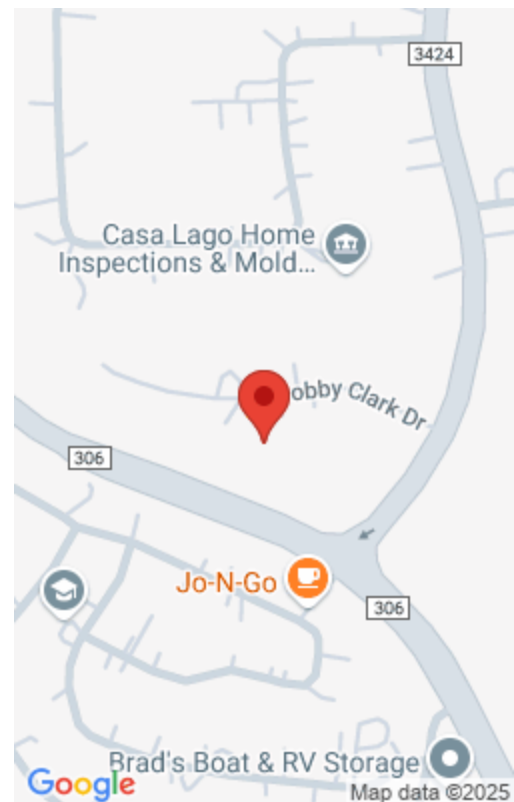 3424
Casa Lago Home
Inspections & Mold...
obby Clark Dr
306
Jo-N-Go
306
Brad's Boat & RV Storage
Google
Map data ©2025